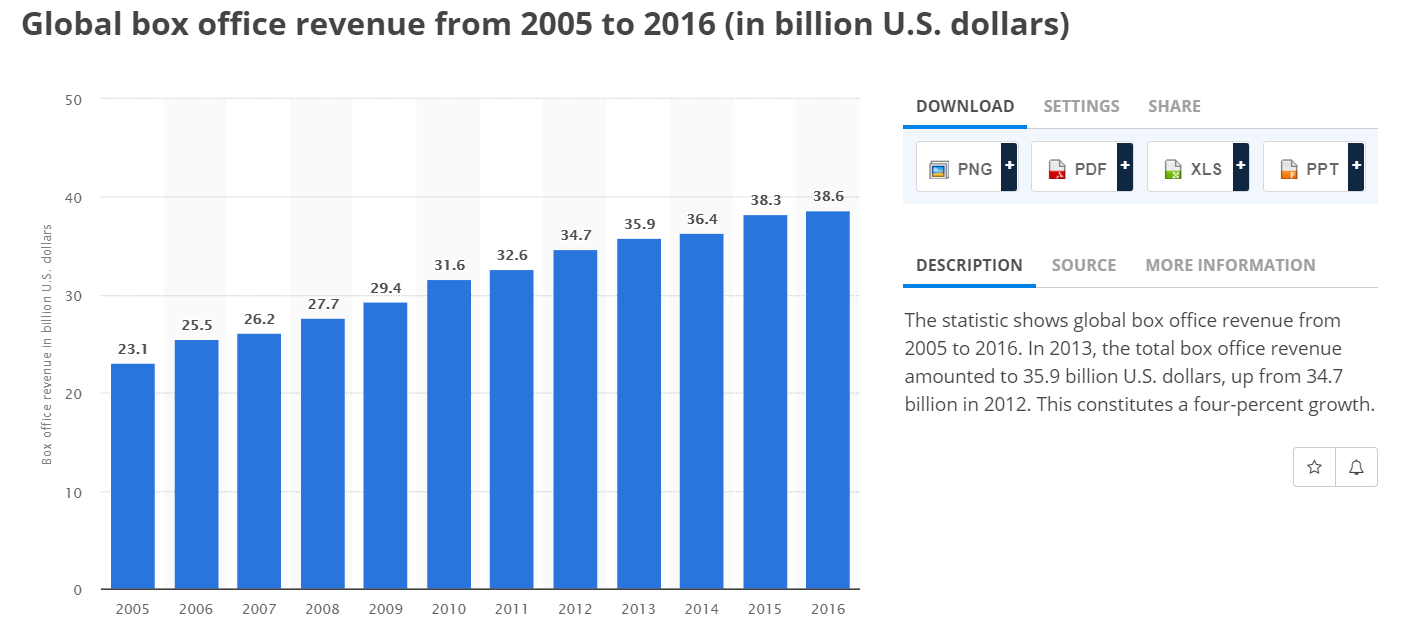 Global box office revenue from 2005 to 2016 (in billion U.S. dollars)
Box office revenue in billion U.S. dollars
50
40
30
20
10
0
23.1
25.5
26.2
27.7
29.4
31.6
32.6
34.7
35.9
36.4
38.3
38.6
2005 2006 2007 2008 2009 2010 2011 2012 2013 2014 2015 2016
DOWNLOAD SETTINGS SHARE
PNG + PDF + XLS + PPT +
DESCRIPTION SOURCE MORE INFORMATION
The statistic shows global box office revenue from
2005 to 2016. In 2013, the total box office revenue
amounted to 35.9 billion U.S. dollars, up from 34.7
billion in 2012. This constitutes a four-percent growth.